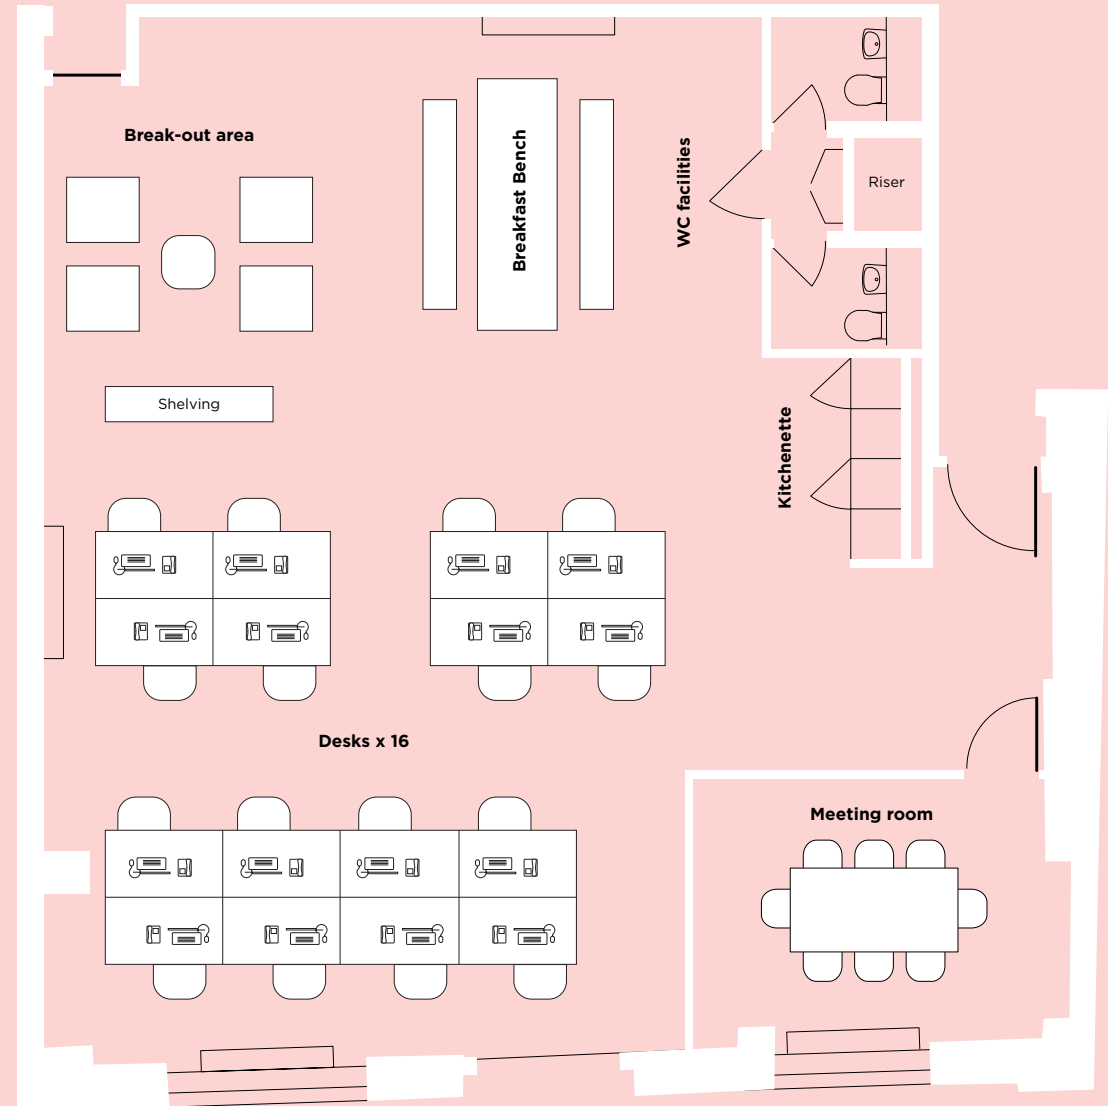 Break-out area
Breakfast Bench
WC facilities
Riser
Shelving
Kitchenette
Desks x 16
Meeting room